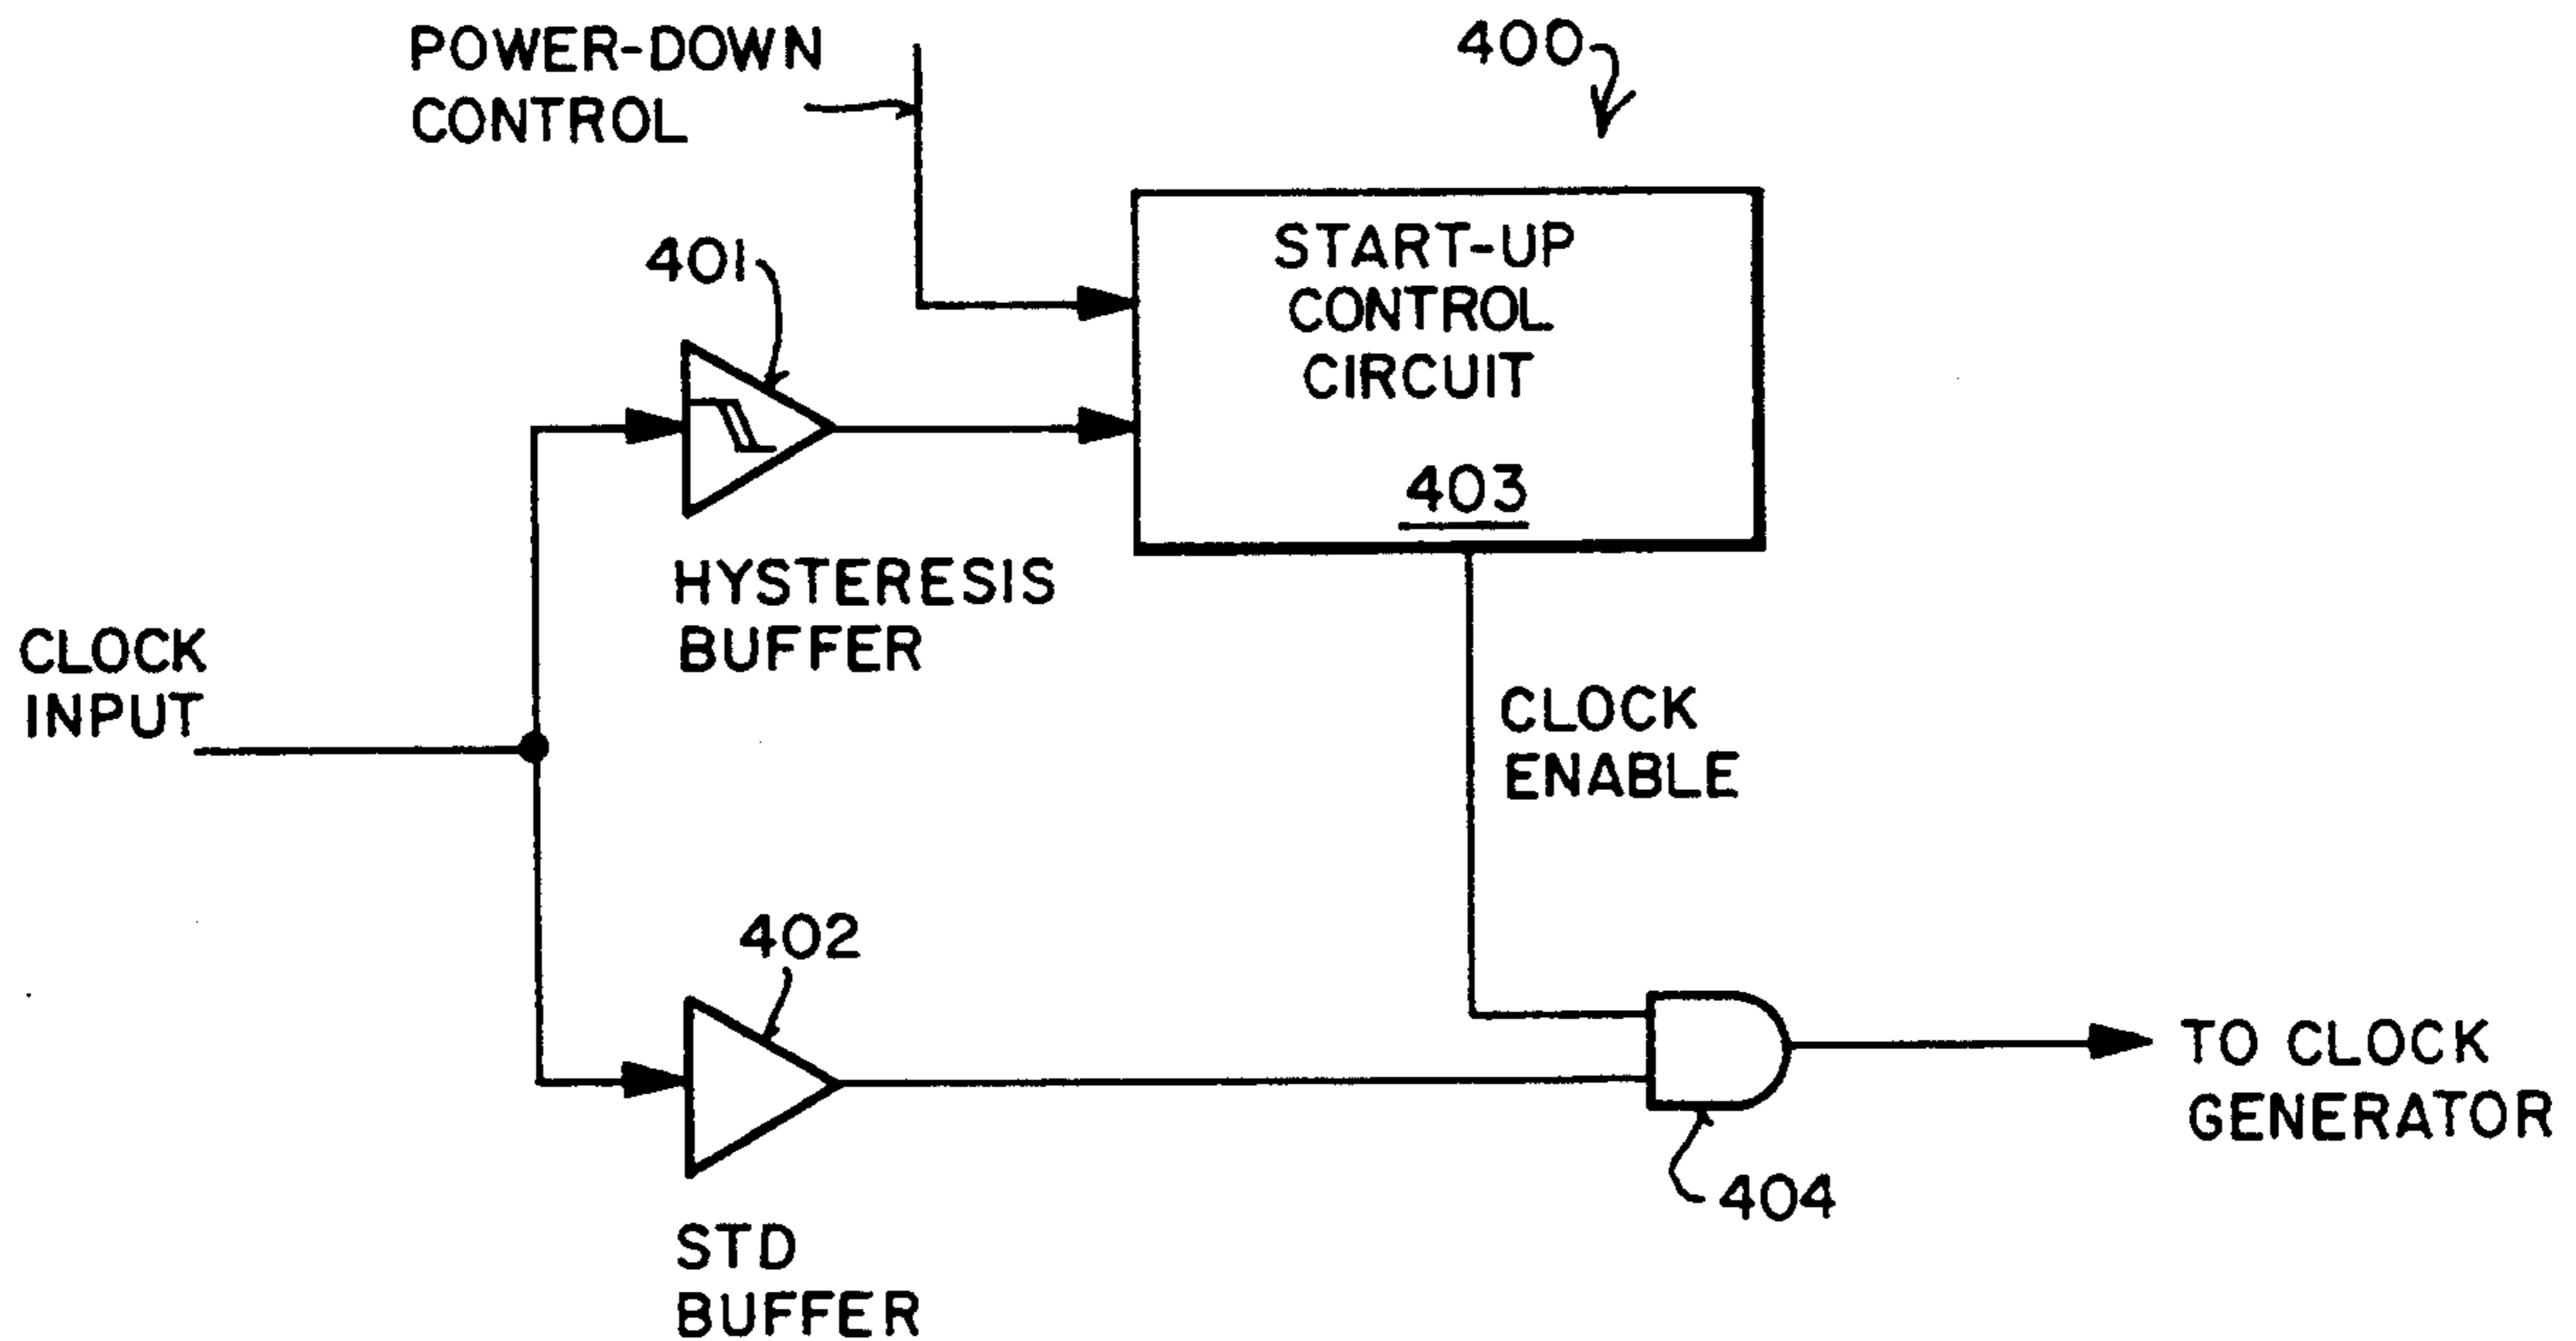 POWER-DOWN
CONTROL
400
401
START-UP
CONTROL
CIRCUIT
403
HYSTERESIS
BUFFER
CLOCK
INPUT
CLOCK
ENABLE
402
TO CLOCK
GENERATOR
404
STD
BUFFER